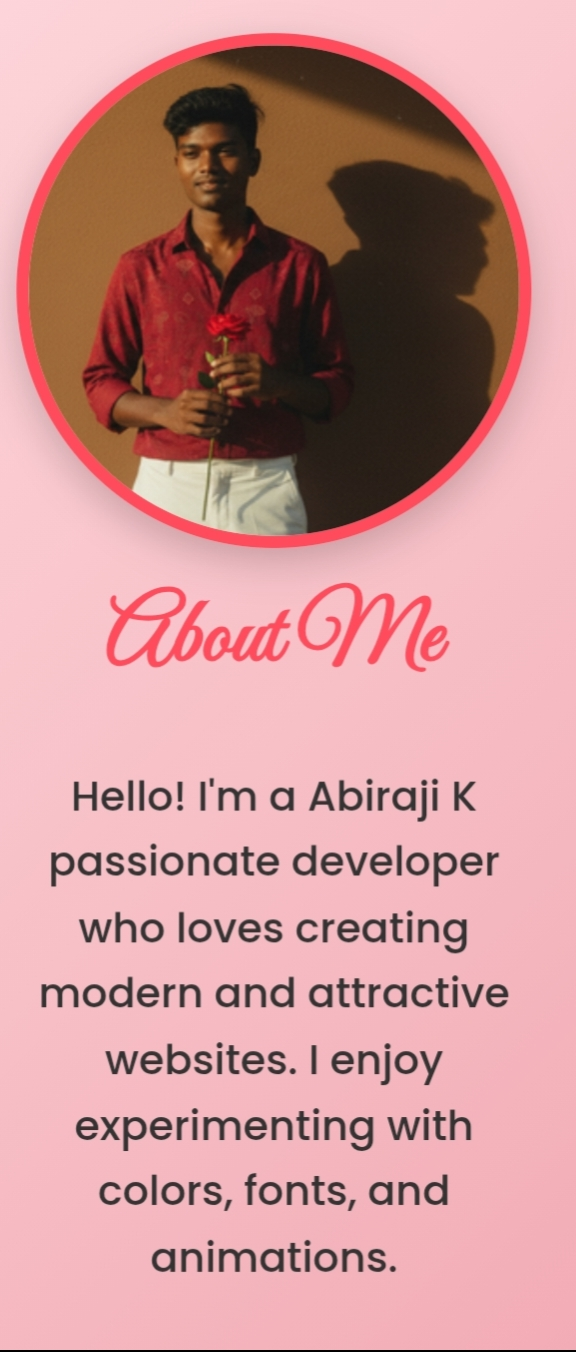 About Me
Hello! I'm a Abiraji K
passionate developer
who loves creating
modern and attractive
websites. I enjoy
experimenting with
colors, fonts, and
animations.